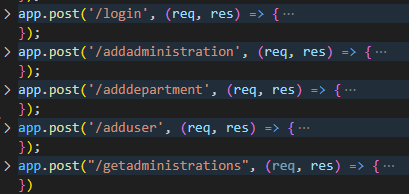 });
app.post('/login', (req, res) => {···
});
app.post('/addadministration', (req, res) => {···
});
app.post('/adddepartment', (req, res) => {···
});
app.post('/adduser', (req, res) => {···
});
app.post("/getadministrations", (req, res) => {···
})